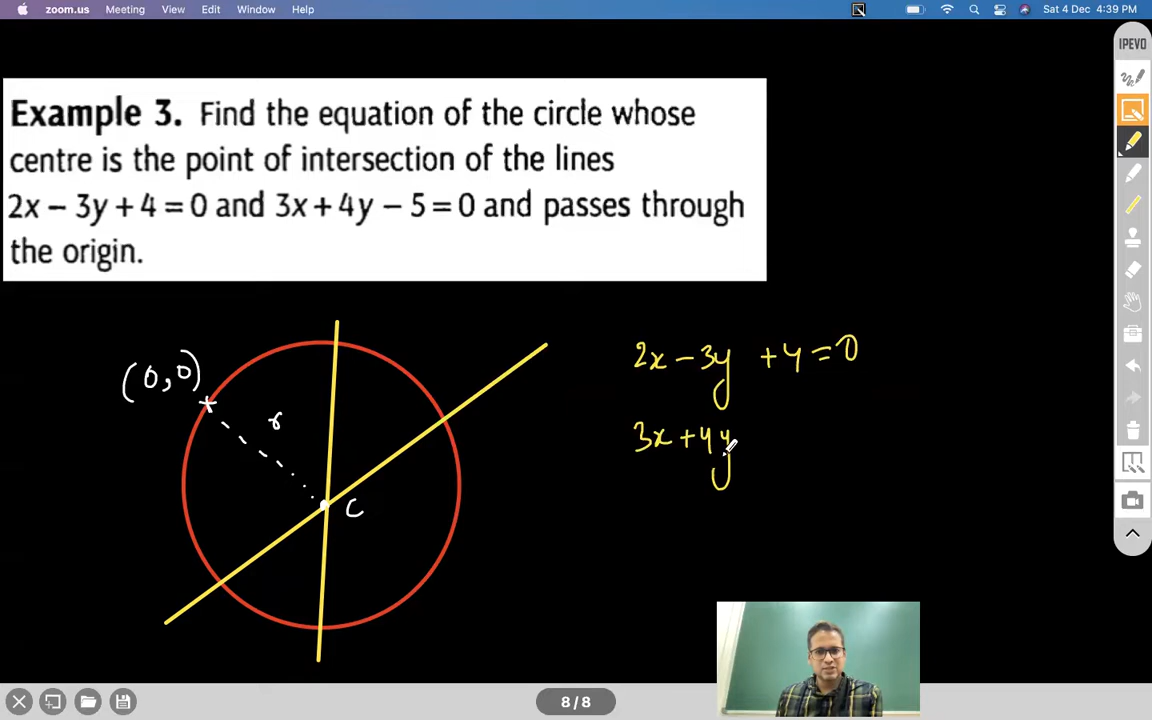 zoom.us Meeting View Edit Window Help Sat 4 Dec 4:39 PM
IPEVO
Example 3. Find the equation of the circle whose
centre is the point of intersection of the lines
2x − 3y + 4 = 0 and 3x + 4y − 5 = 0 and passes through
the origin.
(0,0)
r
C
2x − 3y + 4 = 0
3x + 4y
8 / 8